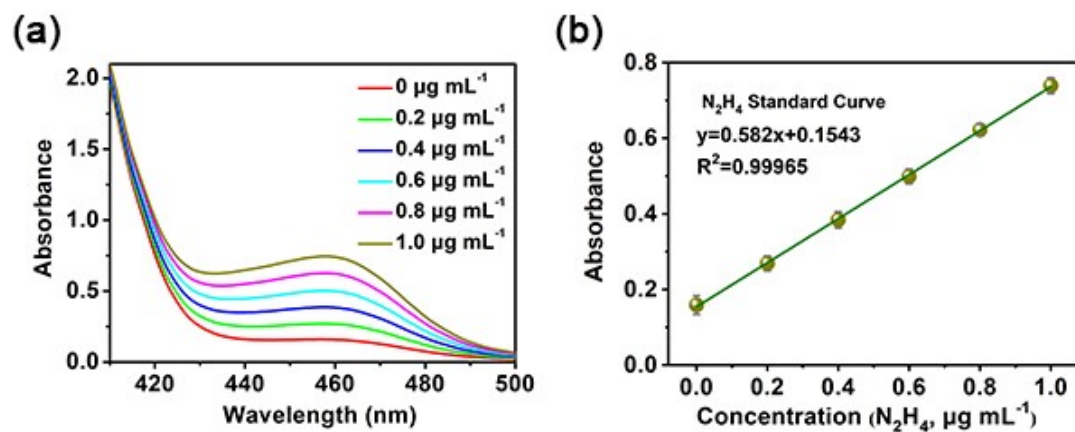 (a)
2.0
1.5
1.0
0.5
0.0
Absorbance
0 µg mL⁻¹
0.2 µg mL⁻¹
0.4 µg mL⁻¹
0.6 µg mL⁻¹
0.8 µg mL⁻¹
1.0 µg mL⁻¹
420 440 460 480 500
Wavelength (nm)
(b)
0.8
0.6
0.4
0.2
0.0
Absorbance
N₂H₄ Standard Curve
y=0.582x+0.1543
R²=0.99965
0.0 0.2 0.4 0.6 0.8 1.0
Concentration (N₂H₄, µg mL⁻¹)